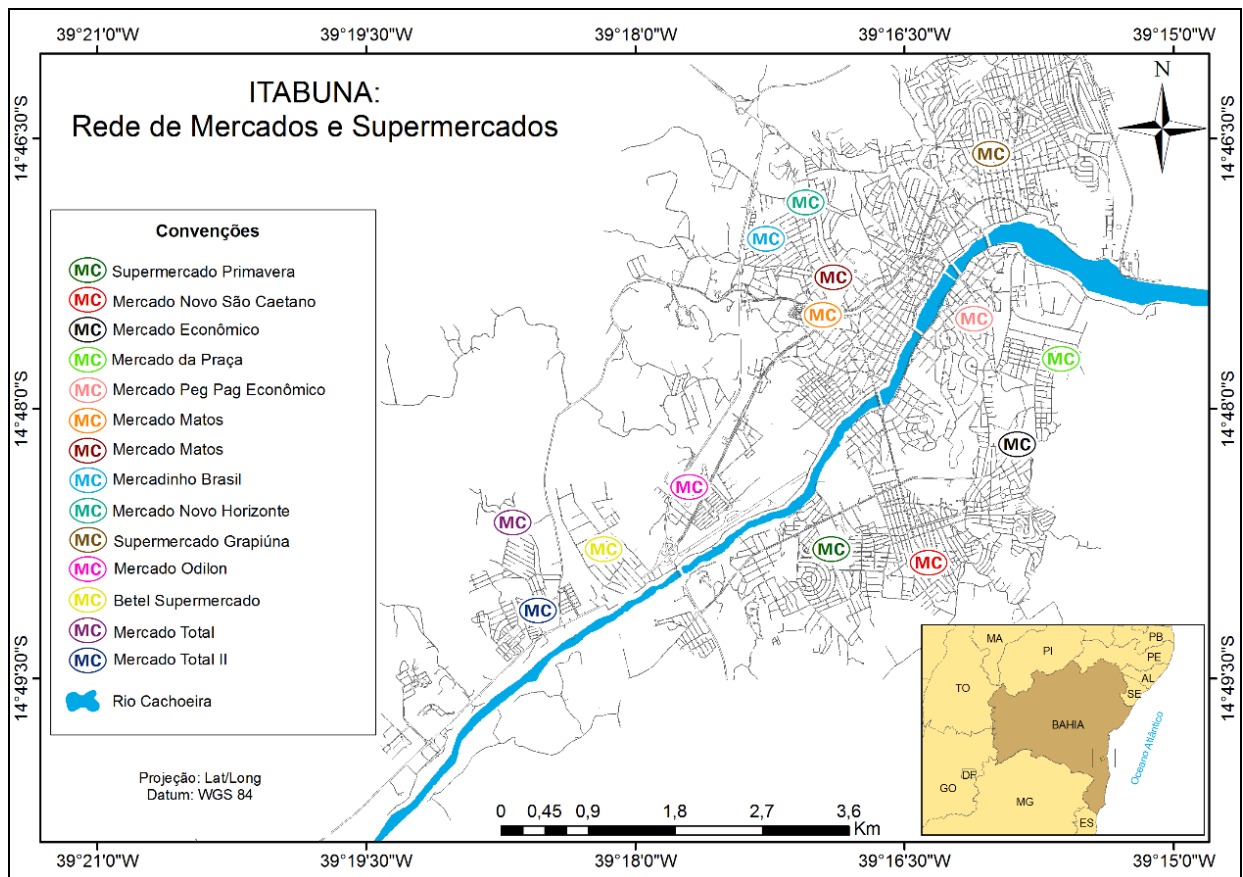 39°21'0"W 39°19'30"W 39°18'0"W 39°16'30"W 39°15'0"W
ITABUNA:
Rede de Mercados e Supermercados
N
14°46'30"S 14°46'30"S
MC
MC
MC
MC
MC
MC
MC
MC
MC
MC
MC
MC
MC
MC
Convenções
MC Supermercado Primavera
MC Mercado Novo São Caetano
MC Mercado Econômico
MC Mercado da Praça
MC Mercado Peg Pag Econômico
MC Mercado Matos
MC Mercado Matos
MC Mercadinho Brasil
MC Mercado Novo Horizonte
MC Supermercado Grapiúna
MC Mercado Odilon
MC Betel Supermercado
MC Mercado Total
MC Mercado Total II
Rio Cachoeira
14°48'0"S 14°48'0"S
14°49'30"S 14°49'30"S
Projeção: Lat/Long
Datum: WGS 84
0 0,45 0,9 1,8 2,7 3,6
Km
MA PI PB
PE
AL
TO SE
BAHIA
Oceano Atlântico
DF
GO MG
ES
39°21'0"W 39°19'30"W 39°18'0"W 39°16'30"W 39°15'0"W